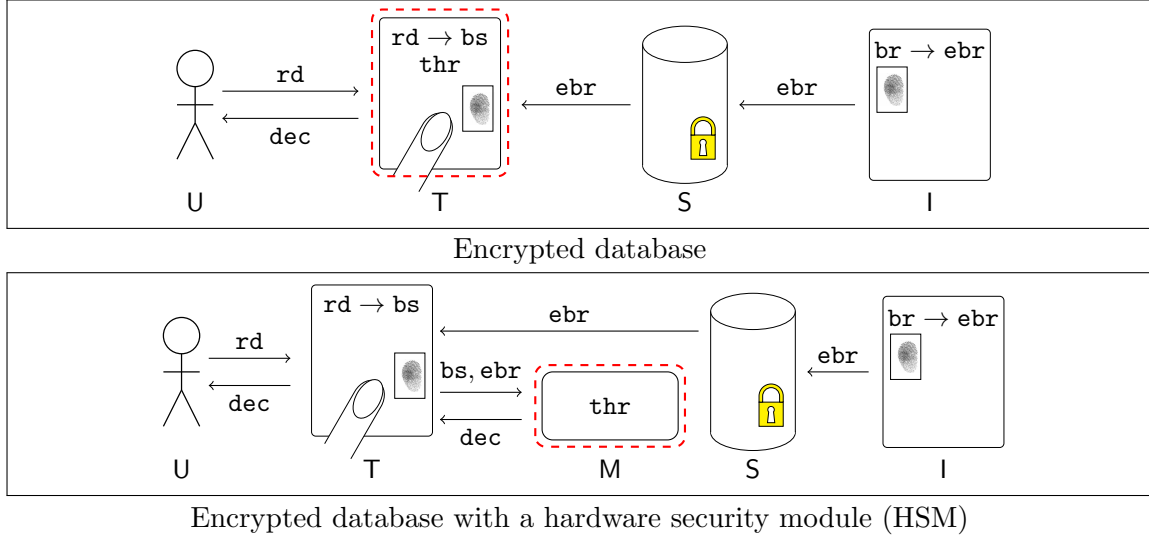 rd → bs
thr
br → ebr
rd
ebr
ebr
dec
U
T
S
I
Encrypted database
rd → bs
br → ebr
ebr
rd
ebr
bs, ebr
thr
dec
dec
U
T
M
S
I
Encrypted database with a hardware security module (HSM)